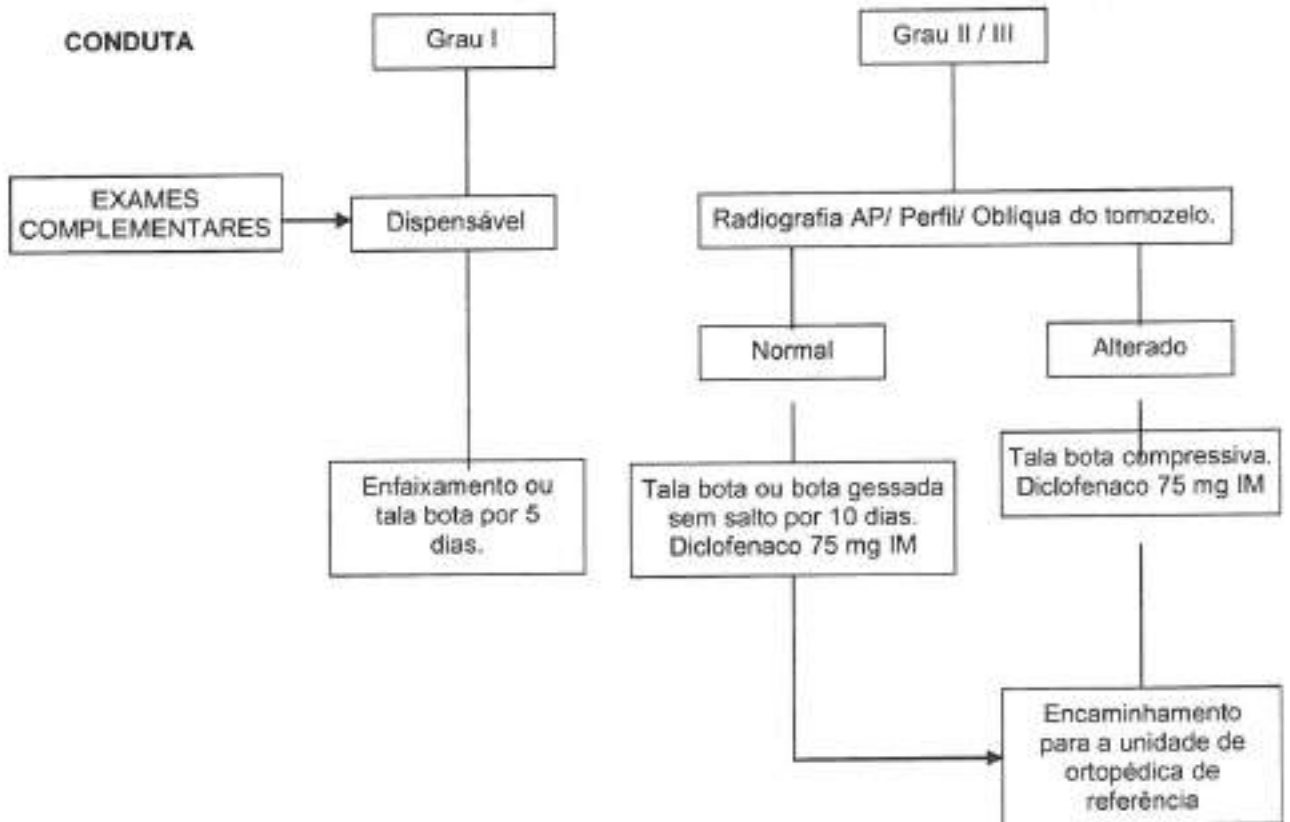 CONDUTA
Grau I
Grau II / III
EXAMES
COMPLEMENTARES
Dispensável
Radiografia AP/ Perfil/ Oblíqua do tornozelo.
Normal
Alterado
Enfaixamento ou
tala bota por 5
dias.
Tala bota ou bota gessada
sem salto por 10 dias.
Diclofenaco 75 mg IM
Tala bota compressiva.
Diclofenaco 75 mg IM
Encaminhamento
para a unidade de
ortopédica de
referência